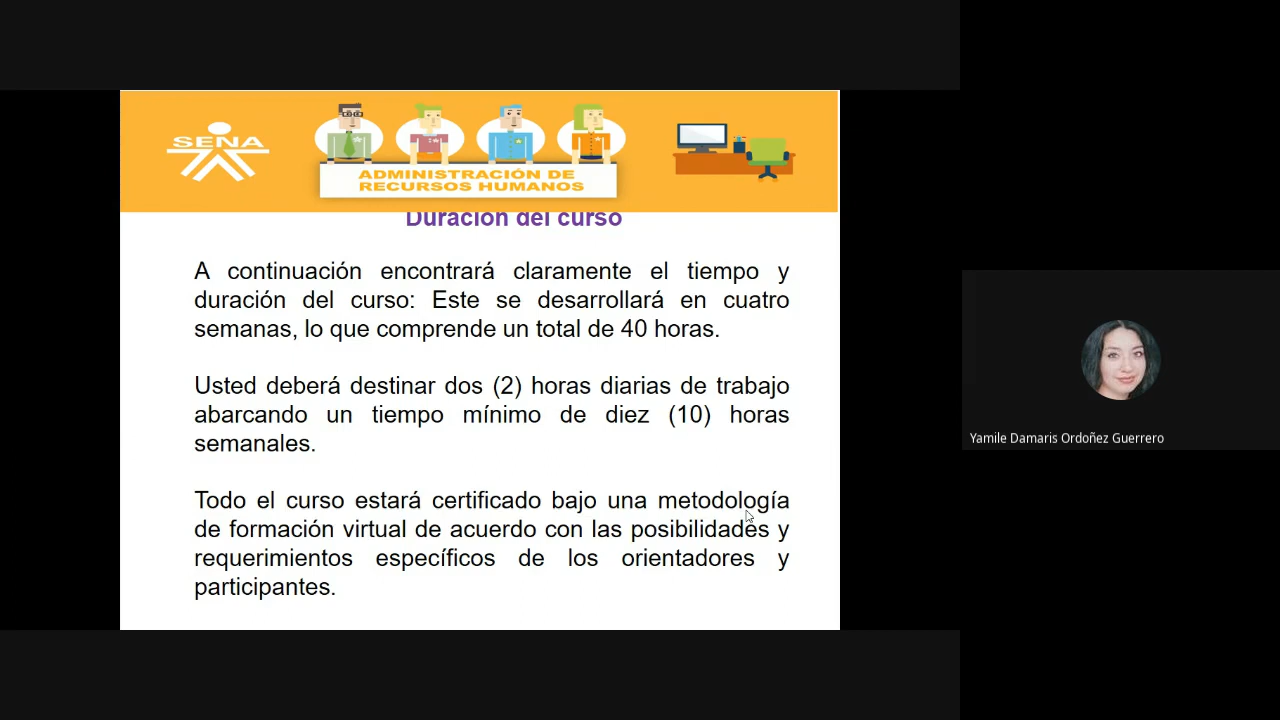 SENA
ADMINISTRACIÓN DE
RECURSOS HUMANOS
Duración del curso
A continuación encontrará claramente el tiempo y
duración del curso: Este se desarrollará en cuatro
semanas, lo que comprende un total de 40 horas.
Usted deberá destinar dos (2) horas diarias de trabajo
abarcando un tiempo mínimo de diez (10) horas
semanales.
Todo el curso estará certificado bajo una metodología
de formación virtual de acuerdo con las posibilidades y
requerimientos específicos de los orientadores y
participantes.
Yamile Damaris Ordoñez Guerrero